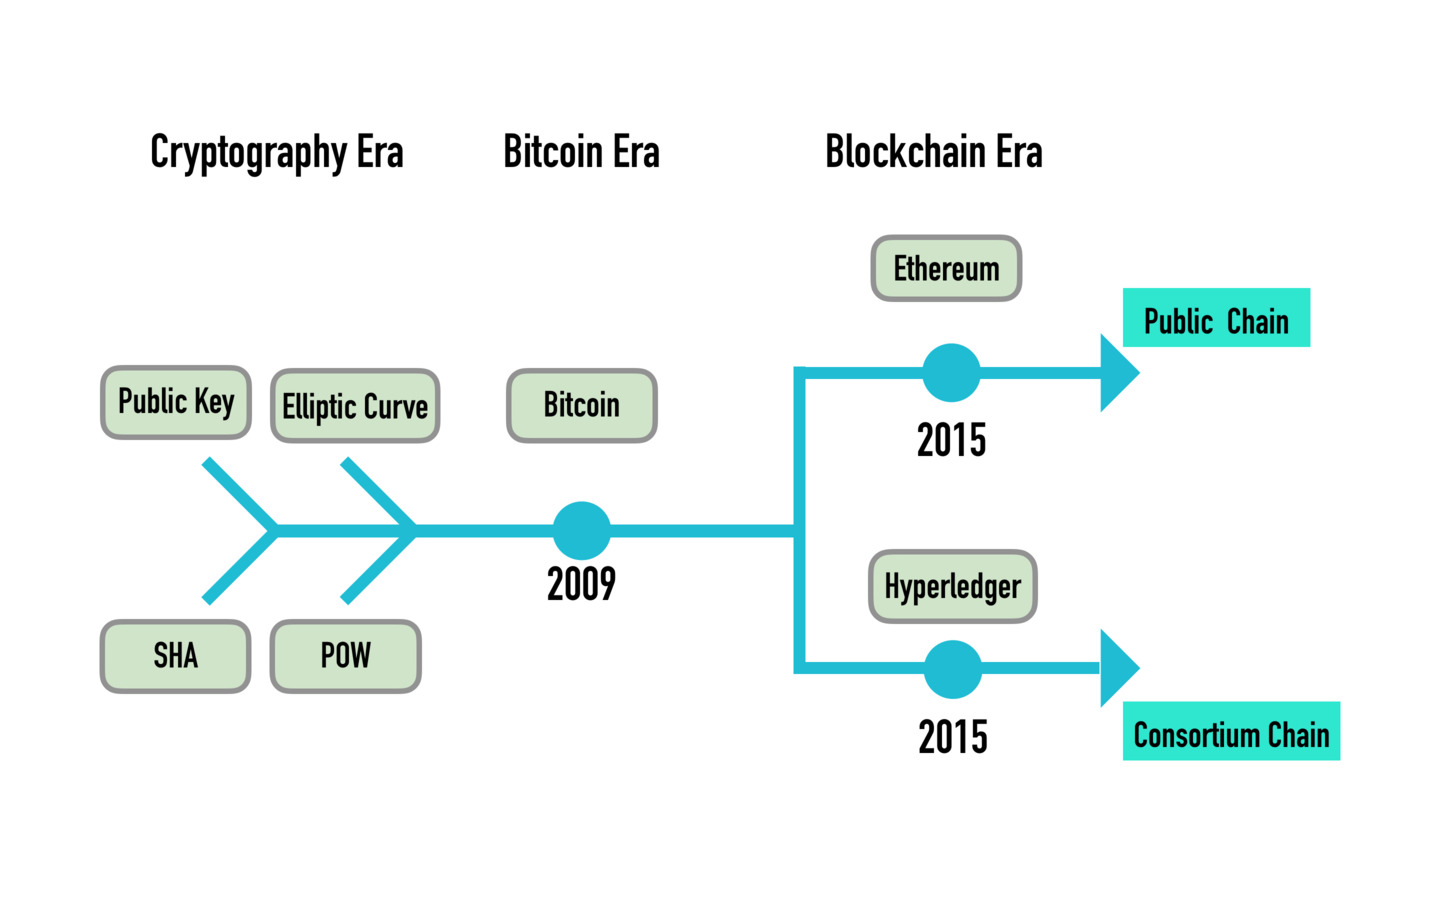 Cryptography Era
Bitcoin Era
Blockchain Era
Ethereum
Public Chain
Public Key
Elliptic Curve
Bitcoin
2015
2009
Hyperledger
SHA
POW
2015
Consortium Chain